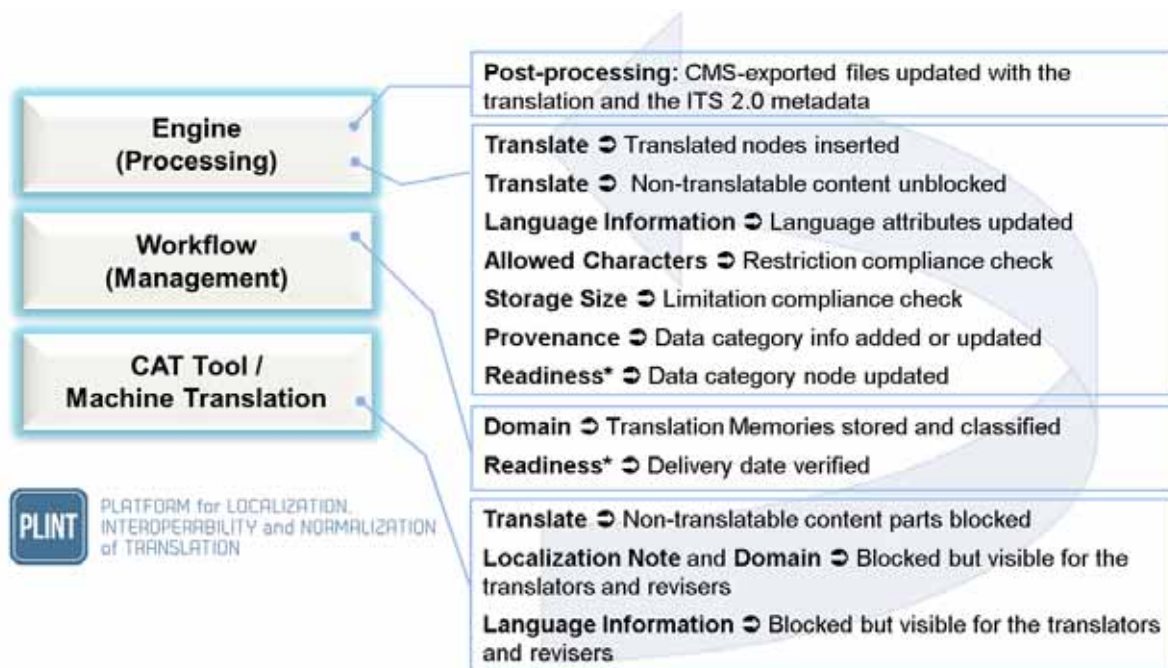 Engine
(Processing)
Workflow
(Management)
CAT Tool /
Machine Translation
PLINT
PLATFORM for LOCALIZATION,
INTEROPERABILITY and NORMALIZATION
of TRANSLATION
Post-processing: CMS-exported files updated with the
translation and the ITS 2.0 metadata
Translate ➲ Translated nodes inserted
Translate ➲ Non-translatable content unblocked
Language Information ➲ Language attributes updated
Allowed Characters ➲ Restriction compliance check
Storage Size ➲ Limitation compliance check
Provenance ➲ Data category info added or updated
Readiness* ➲ Data category node updated
Domain ➲ Translation Memories stored and classified
Readiness* ➲ Delivery date verified
Translate ➲ Non-translatable content parts blocked
Localization Note and Domain ➲ Blocked but visible for the
translators and revisers
Language Information ➲ Blocked but visible for the translators
and revisers